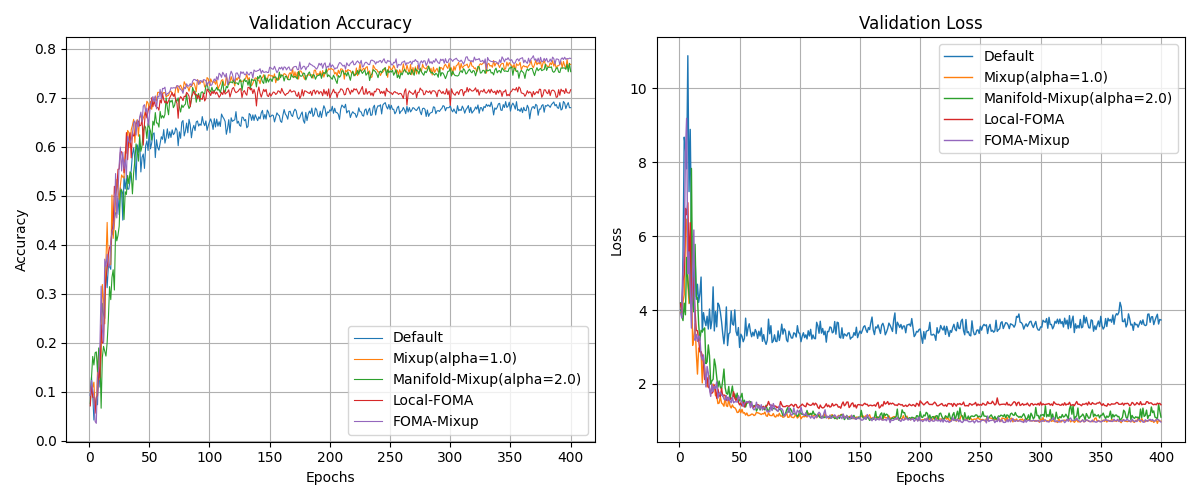 Validation Accuracy
Accuracy
0.8
0.7
0.6
0.5
0.4
0.3
0.2
0.1
0.0
Default
Mixup(alpha=1.0)
Manifold-Mixup(alpha=2.0)
Local-FOMA
FOMA-Mixup
0 50 100 150 200 250 300 350 400
Epochs
Validation Loss
Loss
10
8
6
4
2
Default
Mixup(alpha=1.0)
Manifold-Mixup(alpha=2.0)
Local-FOMA
FOMA-Mixup
0 50 100 150 200 250 300 350 400
Epochs